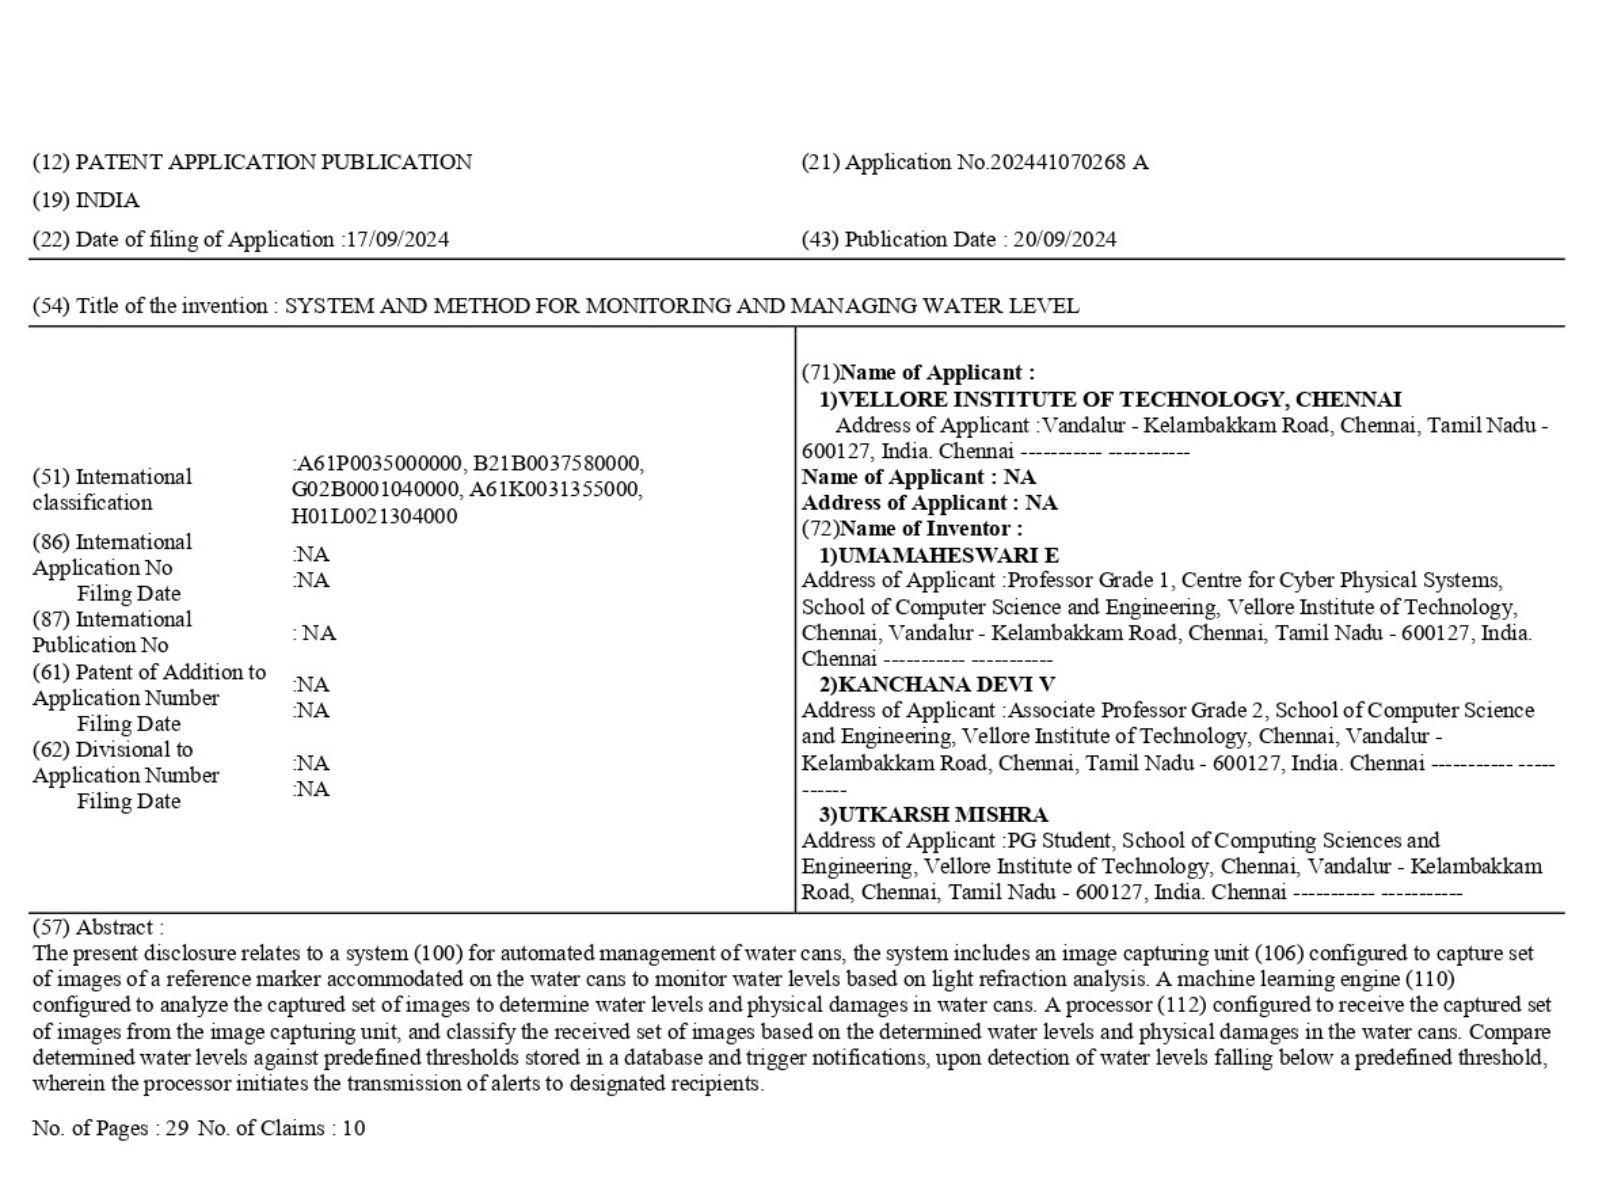 (12) PATENT APPLICATION PUBLICATION
(21) Application No.202441070268 A
(19) INDIA
(22) Date of filing of Application :17/09/2024
(43) Publication Date : 20/09/2024
(54) Title of the invention : SYSTEM AND METHOD FOR MONITORING AND MANAGING WATER LEVEL
(51) International
classification
:A61P0035000000, B21B0037580000,
G02B0001040000, A61K0031355000,
H01L0021304000
(86) International
Application No
Filing Date
:NA
:NA
(87) International
Publication No
: NA
(61) Patent of Addition to
Application Number
Filing Date
:NA
:NA
(62) Divisional to
Application Number
Filing Date
:NA
:NA
(71)Name of Applicant :
1)VELLORE INSTITUTE OF TECHNOLOGY, CHENNAI
Address of Applicant :Vandalur - Kelambakkam Road, Chennai, Tamil Nadu -
600127, India. Chennai ----------- -----------
Name of Applicant : NA
Address of Applicant : NA
(72)Name of Inventor :
1)UMAMAHESWARI E
Address of Applicant :Professor Grade 1, Centre for Cyber Physical Systems,
School of Computer Science and Engineering, Vellore Institute of Technology,
Chennai, Vandalur - Kelambakkam Road, Chennai, Tamil Nadu - 600127, India.
Chennai ----------- -----------
2)KANCHANA DEVI V
Address of Applicant :Associate Professor Grade 2, School of Computer Science
and Engineering, Vellore Institute of Technology, Chennai, Vandalur -
Kelambakkam Road, Chennai, Tamil Nadu - 600127, India. Chennai ----------- -----
------
3)UTKARSH MISHRA
Address of Applicant :PG Student, School of Computing Sciences and
Engineering, Vellore Institute of Technology, Chennai, Vandalur - Kelambakkam
Road, Chennai, Tamil Nadu - 600127, India. Chennai ----------- -----------
(57) Abstract :
The present disclosure relates to a system (100) for automated management of water cans, the system includes an image capturing unit (106) configured to capture set
of images of a reference marker accommodated on the water cans to monitor water levels based on light refraction analysis. A machine learning engine (110)
configured to analyze the captured set of images to determine water levels and physical damages in water cans. A processor (112) configured to receive the captured set
of images from the image capturing unit, and classify the received set of images based on the determined water levels and physical damages in the water cans. Compare
determined water levels against predefined thresholds stored in a database and trigger notifications, upon detection of water levels falling below a predefined threshold,
wherein the processor initiates the transmission of alerts to designated recipients.
No. of Pages : 29 No. of Claims : 10